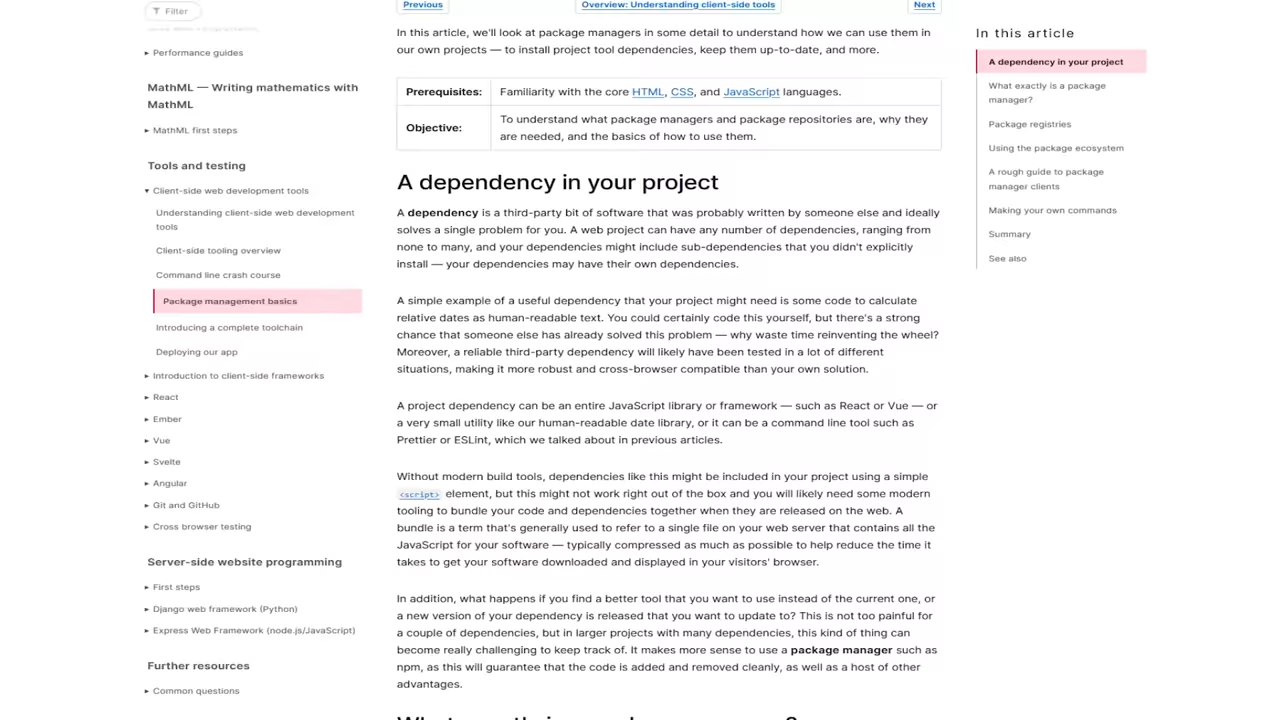 Filter
Performance guides
MathML — Writing mathematics with
MathML
MathML first steps
Tools and testing
Client-side web development tools
Understanding client-side web development
tools
Client-side tooling overview
Command line crash course
Package management basics
Introducing a complete toolchain
Deploying our app
Introduction to client-side frameworks
React
Ember
Vue
Svelte
Angular
Git and GitHub
Cross browser testing
Server-side website programming
First steps
Django web framework (Python)
Express Web Framework (node.js/JavaScript)
Further resources
Common questions
Previous
Overview: Understanding client-side tools
Next
In this article, we'll look at package managers in some detail to understand how we can use them in
our own projects — to install project tool dependencies, keep them up-to-date, and more.
Prerequisites: Familiarity with the core HTML, CSS, and JavaScript languages.
Objective: To understand what package managers and package repositories are, why they
are needed, and the basics of how to use them.
A dependency in your project
A dependency is a third-party bit of software that was probably written by someone else and ideally
solves a single problem for you. A web project can have any number of dependencies, ranging from
none to many, and your dependencies might include sub-dependencies that you didn't explicitly
install — your dependencies may have their own dependencies.
A simple example of a useful dependency that your project might need is some code to calculate
relative dates as human-readable text. You could certainly code this yourself, but there's a strong
chance that someone else has already solved this problem — why waste time reinventing the wheel?
Moreover, a reliable third-party dependency will likely have been tested in a lot of different
situations, making it more robust and cross-browser compatible than your own solution.
A project dependency can be an entire JavaScript library or framework — such as React or Vue — or
a very small utility like our human-readable date library, or it can be a command line tool such as
Prettier or ESLint, which we talked about in previous articles.
Without modern build tools, dependencies like this might be included in your project using a simple
<script> element, but this might not work right out of the box and you will likely need some modern
tooling to bundle your code and dependencies together when they are released on the web. A
bundle is a term that's generally used to refer to a single file on your web server that contains all the
JavaScript for your software — typically compressed as much as possible to help reduce the time it
takes to get your software downloaded and displayed in your visitors' browser.
In addition, what happens if you find a better tool that you want to use instead of the current one, or
a new version of your dependency is released that you want to update to? This is not too painful for
a couple of dependencies, but in larger projects with many dependencies, this kind of thing can
become really challenging to keep track of. It makes more sense to use a package manager such as
npm, as this will guarantee that the code is added and removed cleanly, as well as a host of other
advantages.
In this article
A dependency in your project
What exactly is a package
manager?
Package registries
Using the package ecosystem
A rough guide to package
manager clients
Making your own commands
Summary
See also